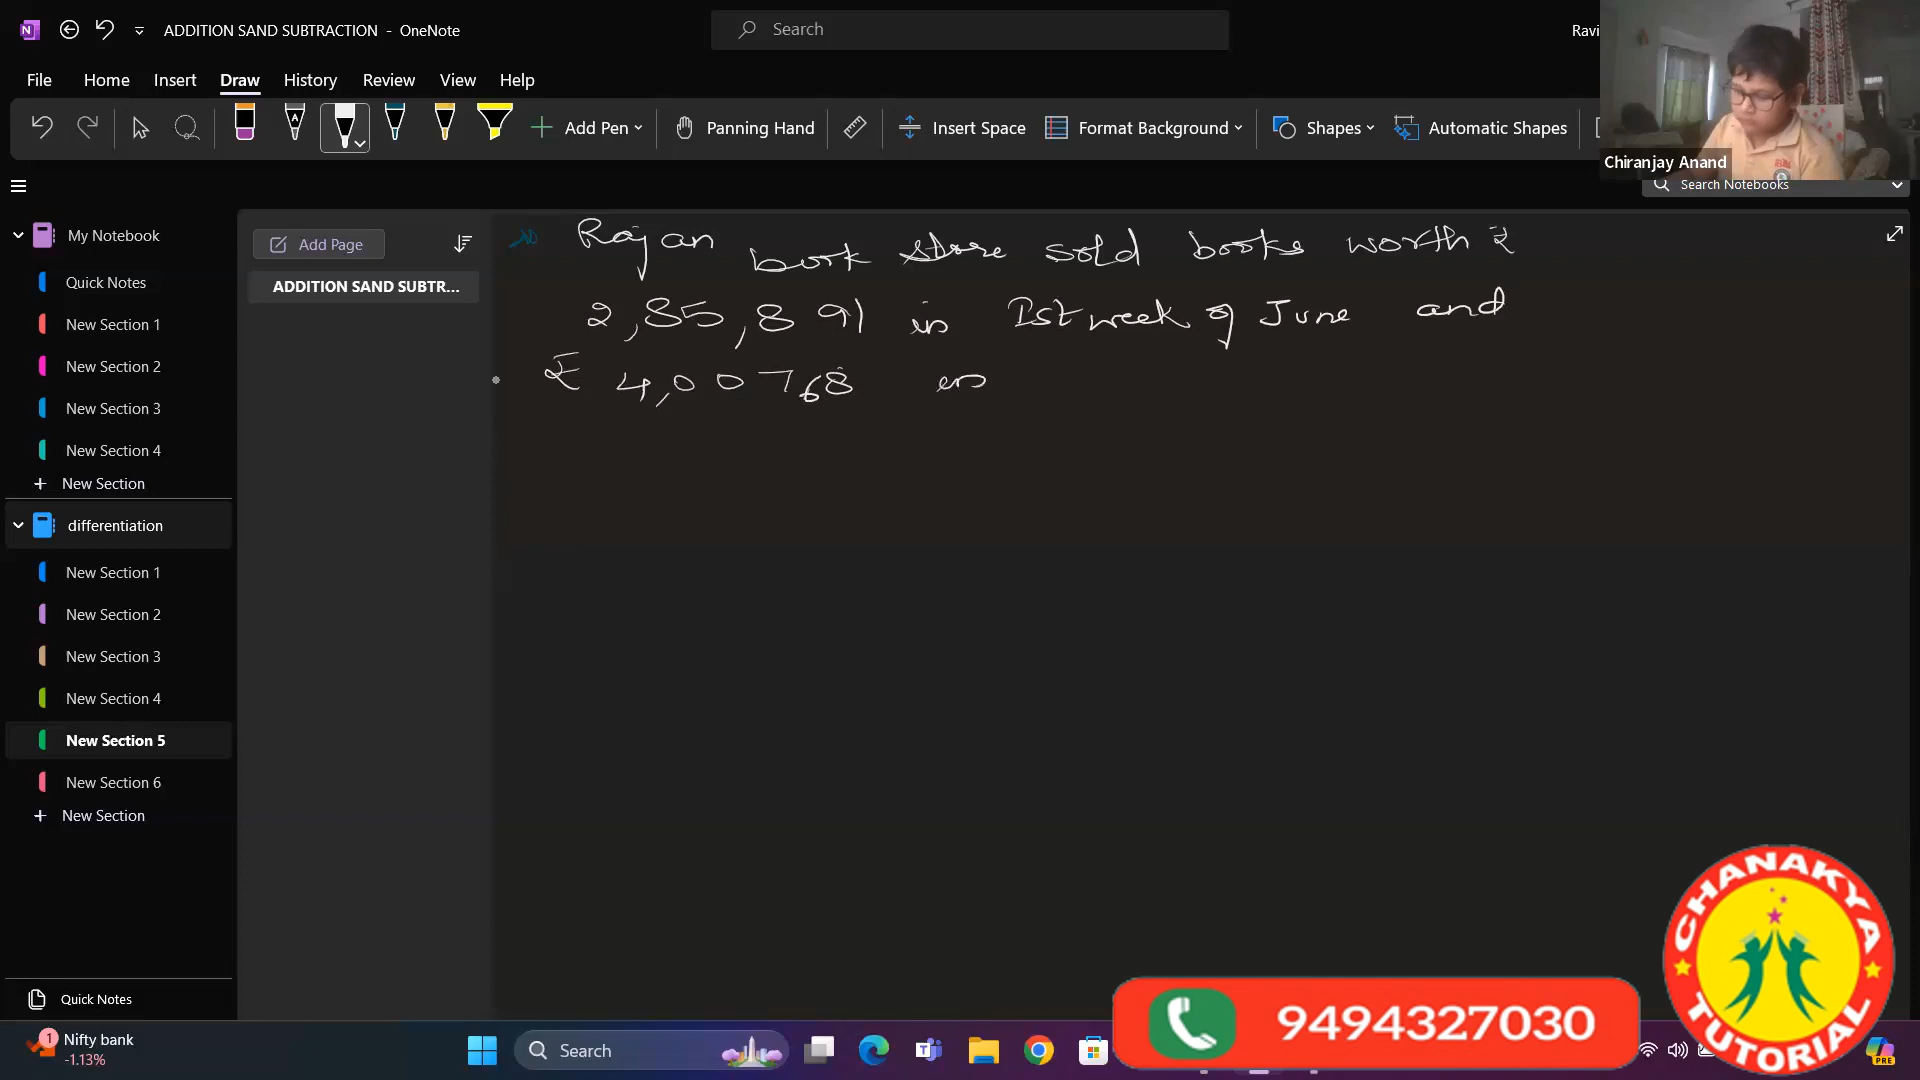 ADDITION SAND SUBTRACTION - OneNote
Search
Ravi
File Home Insert Draw History Review View Help
Add Pen
Panning Hand
Insert Space
Format Background
Shapes
Automatic Shapes
Chiranjay Anand
Search Notebooks
My Notebook
Quick Notes
New Section 1
New Section 2
New Section 3
New Section 4
New Section
differentiation
New Section 1
New Section 2
New Section 3
New Section 4
New Section 5
New Section 6
New Section
Quick Notes
Add Page
ADDITION SAND SUBTR...
Rajan book store sold books worth ₹
2,85,891 in Ist week of June and
₹ 4,00768 in
CHANAKYA
TUTORIAL
9494327030
1
Nifty bank
-1.13%
Search
PRE